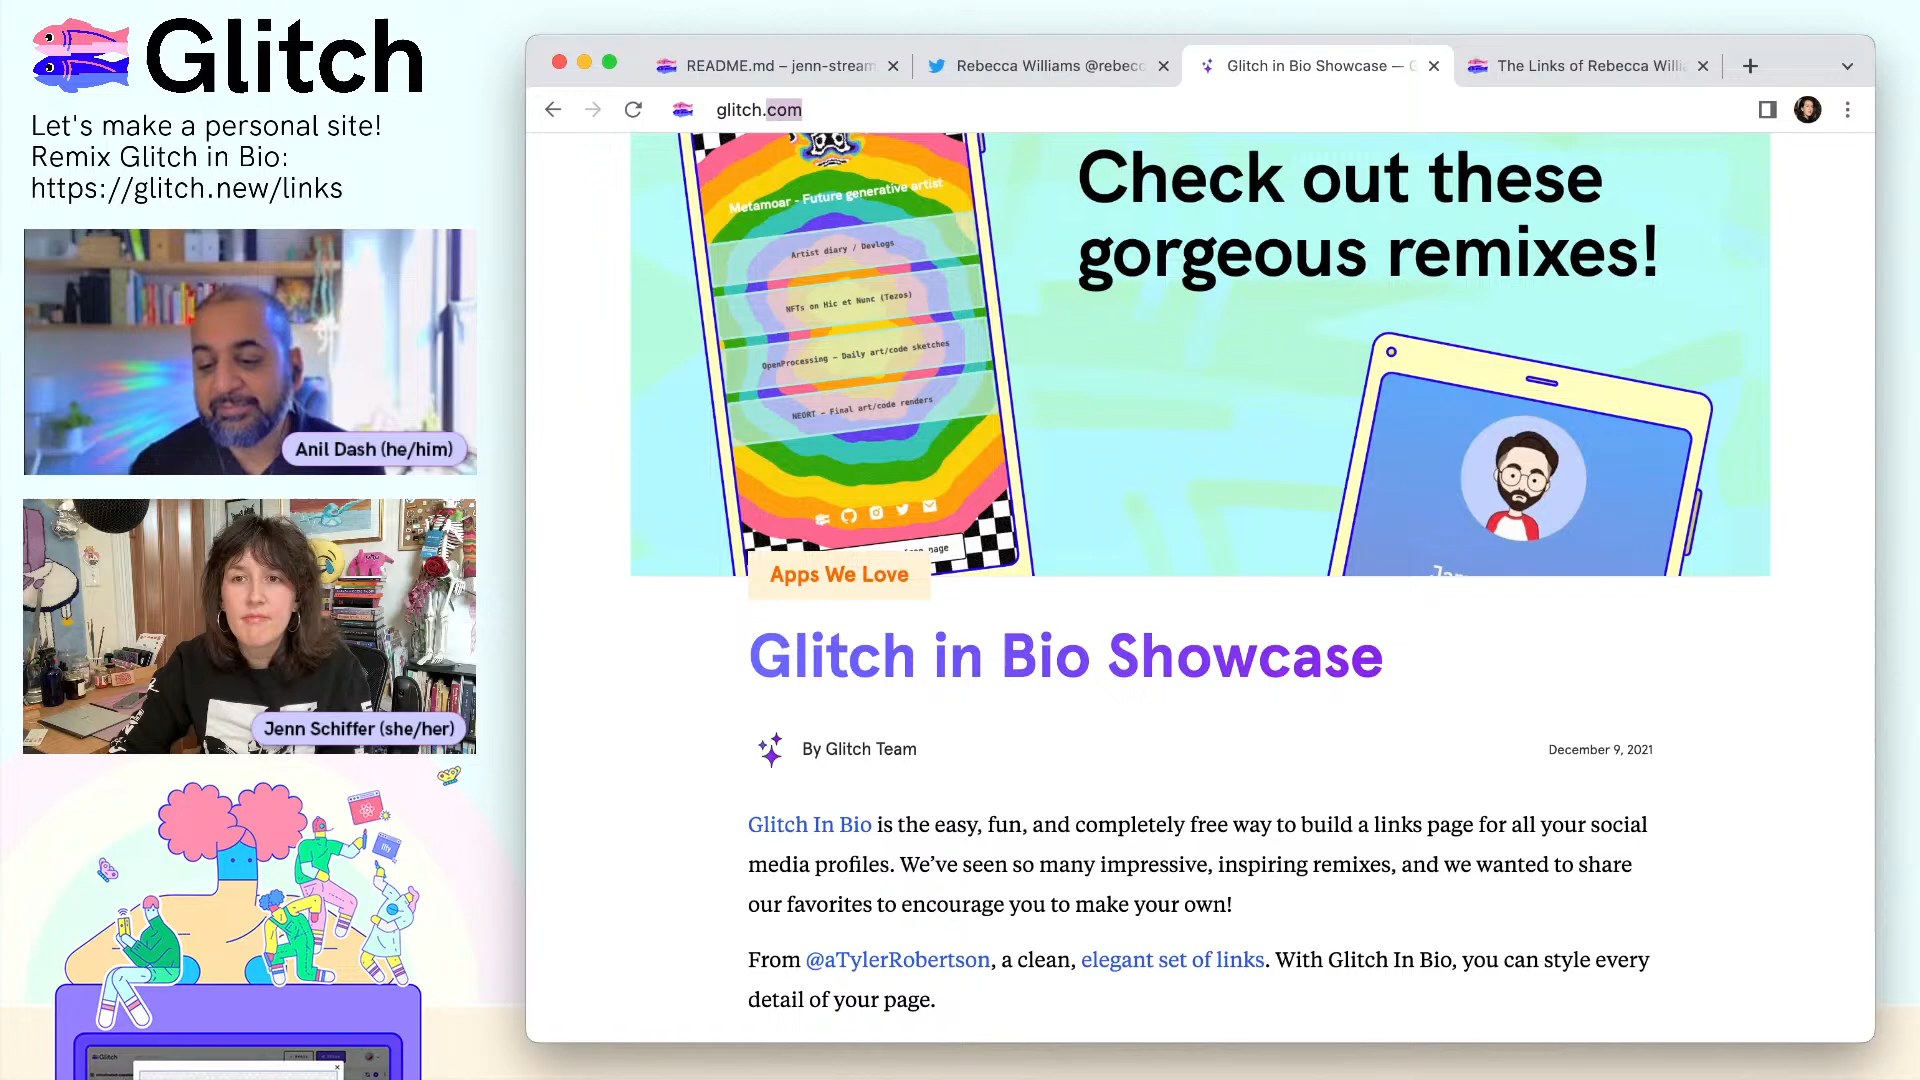 Glitch
Let's make a personal site!
Remix Glitch in Bio:
https://glitch.new/links
Anil Dash (he/him)
Jenn Schiffer (she/her)
README.md – jenn-stream
Rebecca Williams @rebecc
Glitch in Bio Showcase — G
The Links of Rebecca Willia
glitch.com
Metamoar - Future generative artist
Artist diary / Devlogs
NFTs on Hic et Nunc (Tezos)
OpenProcessing - Daily art/code sketches
NEORT - Final art/code renders
page
Check out these
gorgeous remixes!
Apps We Love
Glitch in Bio Showcase
By Glitch Team
December 9, 2021
Glitch In Bio is the easy, fun, and completely free way to build a links page for all your social
media profiles. We’ve seen so many impressive, inspiring remixes, and we wanted to share
our favorites to encourage you to make your own!
From @aTylerRobertson, a clean, elegant set of links. With Glitch In Bio, you can style every
detail of your page.
Glitch